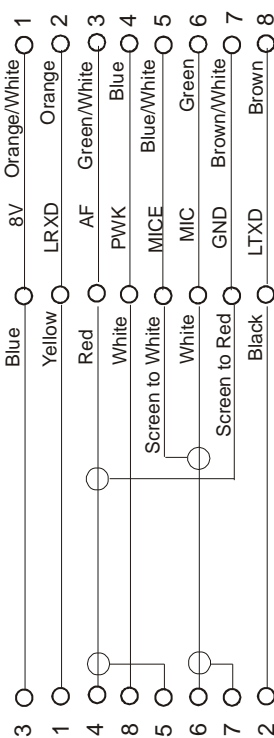 1 Orange/White 8V Blue 3
2 Orange LRXD Yellow 1
3 Green/White AF Red 4
4 Blue PWK White 8
5 Blue/White MICE Screen to White 5
6 Green MIC White 6
7 Brown/White GND Screen to Red 7
8 Brown LTXD Black 2